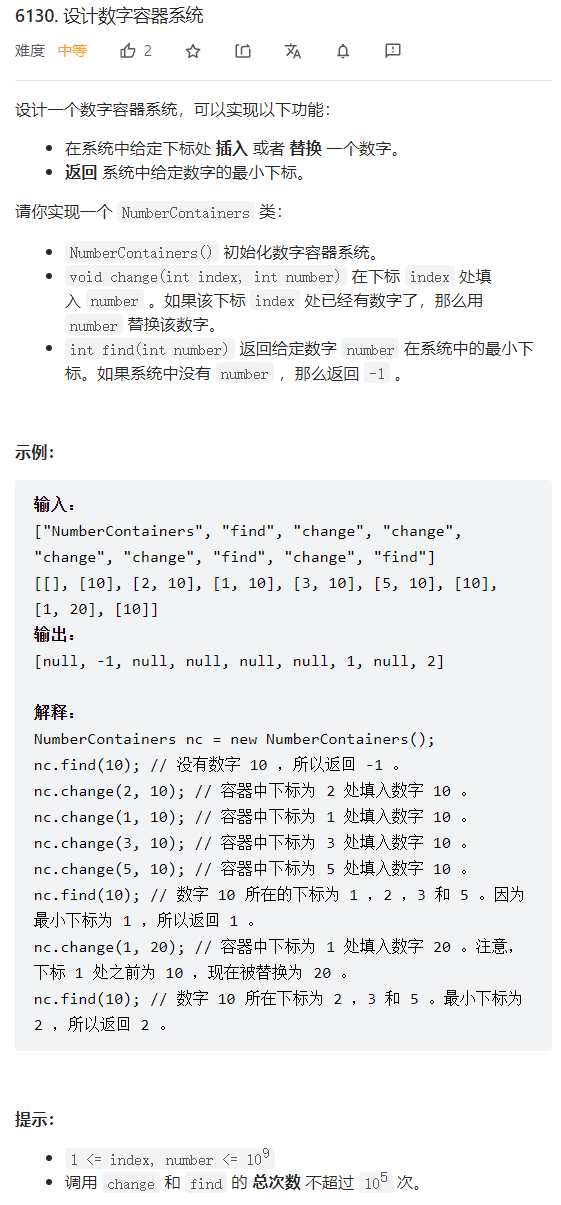 6130. 设计数字容器系统
难度 中等 2
设计一个数字容器系统，可以实现以下功能：
• 在系统中给定下标处 插入 或者 替换 一个数字。
• 返回 系统中给定数字的最小下标。
请你实现一个 NumberContainers 类：
• NumberContainers() 初始化数字容器系统。
• void change(int index, int number) 在下标 index 处填
入 number 。如果该下标 index 处已经有数字了，那么用
number 替换该数字。
• int find(int number) 返回给定数字 number 在系统中的最小下
标。如果系统中没有 number ，那么返回 -1 。
示例：
输入：
["NumberContainers", "find", "change", "change",
"change", "change", "find", "change", "find"]
[[], [10], [2, 10], [1, 10], [3, 10], [5, 10], [10],
[1, 20], [10]]
输出：
[null, -1, null, null, null, null, 1, null, 2]
解释：
NumberContainers nc = new NumberContainers();
nc.find(10); // 没有数字 10 ，所以返回 -1 。
nc.change(2, 10); // 容器中下标为 2 处填入数字 10 。
nc.change(1, 10); // 容器中下标为 1 处填入数字 10 。
nc.change(3, 10); // 容器中下标为 3 处填入数字 10 。
nc.change(5, 10); // 容器中下标为 5 处填入数字 10 。
nc.find(10); // 数字 10 所在的下标为 1 ，2 ，3 和 5 。因为
最小下标为 1 ，所以返回 1 。
nc.change(1, 20); // 容器中下标为 1 处填入数字 20 。注意，
下标 1 处之前为 10 ，现在被替换为 20 。
nc.find(10); // 数字 10 所在下标为 2 ，3 和 5 。最小下标为
2 ，所以返回 2 。
提示：
• 1 <= index, number <= 10⁹
• 调用 change 和 find 的 总次数 不超过 10⁵ 次。